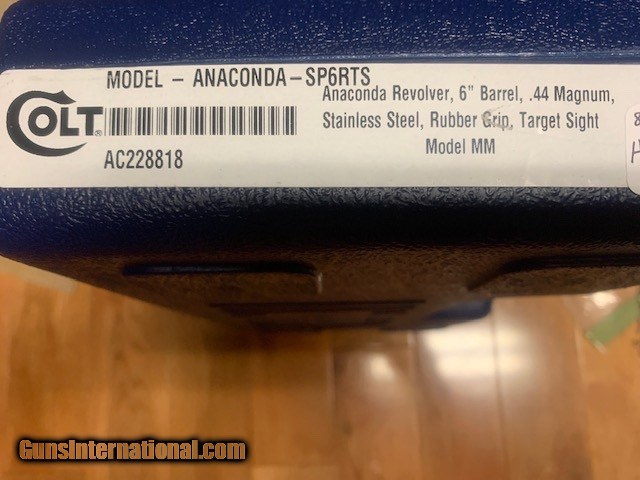 MODEL - ANACONDA-SP6RTS
COLT®
AC228818
Anaconda Revolver, 6" Barrel, .44 Magnum,
Stainless Steel, Rubber Grip, Target Sight
Model MM
8
H
GunsInternational.com